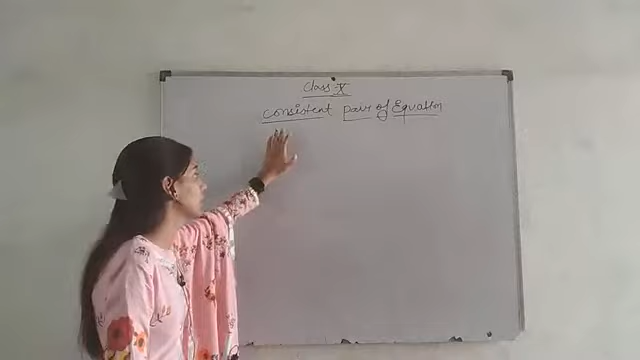 Class X
consistent pair of Equation